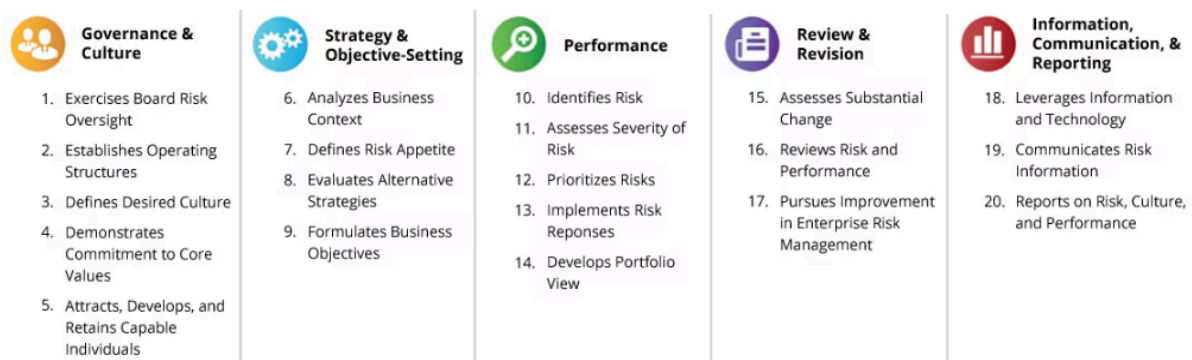 Governance &
Culture
1. Exercises Board Risk
Oversight
2. Establishes Operating
Structures
3. Defines Desired Culture
4. Demonstrates
Commitment to Core
Values
5. Attracts, Develops, and
Retains Capable
Individuals
Strategy &
Objective-Setting
6. Analyzes Business
Context
7. Defines Risk Appetite
8. Evaluates Alternative
Strategies
9. Formulates Business
Objectives
Performance
10. Identifies Risk
11. Assesses Severity of
Risk
12. Prioritizes Risks
13. Implements Risk
Reponses
14. Develops Portfolio
View
Review &
Revision
15. Assesses Substantial
Change
16. Reviews Risk and
Performance
17. Pursues Improvement
in Enterprise Risk
Management
Information,
Communication, &
Reporting
18. Leverages Information
and Technology
19. Communicates Risk
Information
20. Reports on Risk, Culture,
and Performance